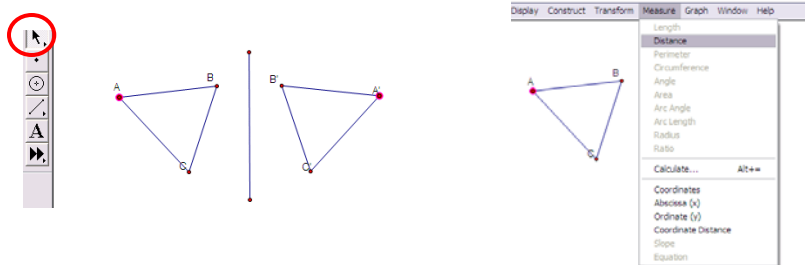 A
A
B
C
B'
A'
C'
Display Construct Transform Measure Graph Window Help
Length
Distance
Perimeter
Circumference
Angle
Area
Arc Angle
Arc Length
Radius
Ratio
Calculate... Alt+=
Coordinates
Abscissa (x)
Ordinate (y)
Coordinate Distance
Slope
Equation
A
B
C